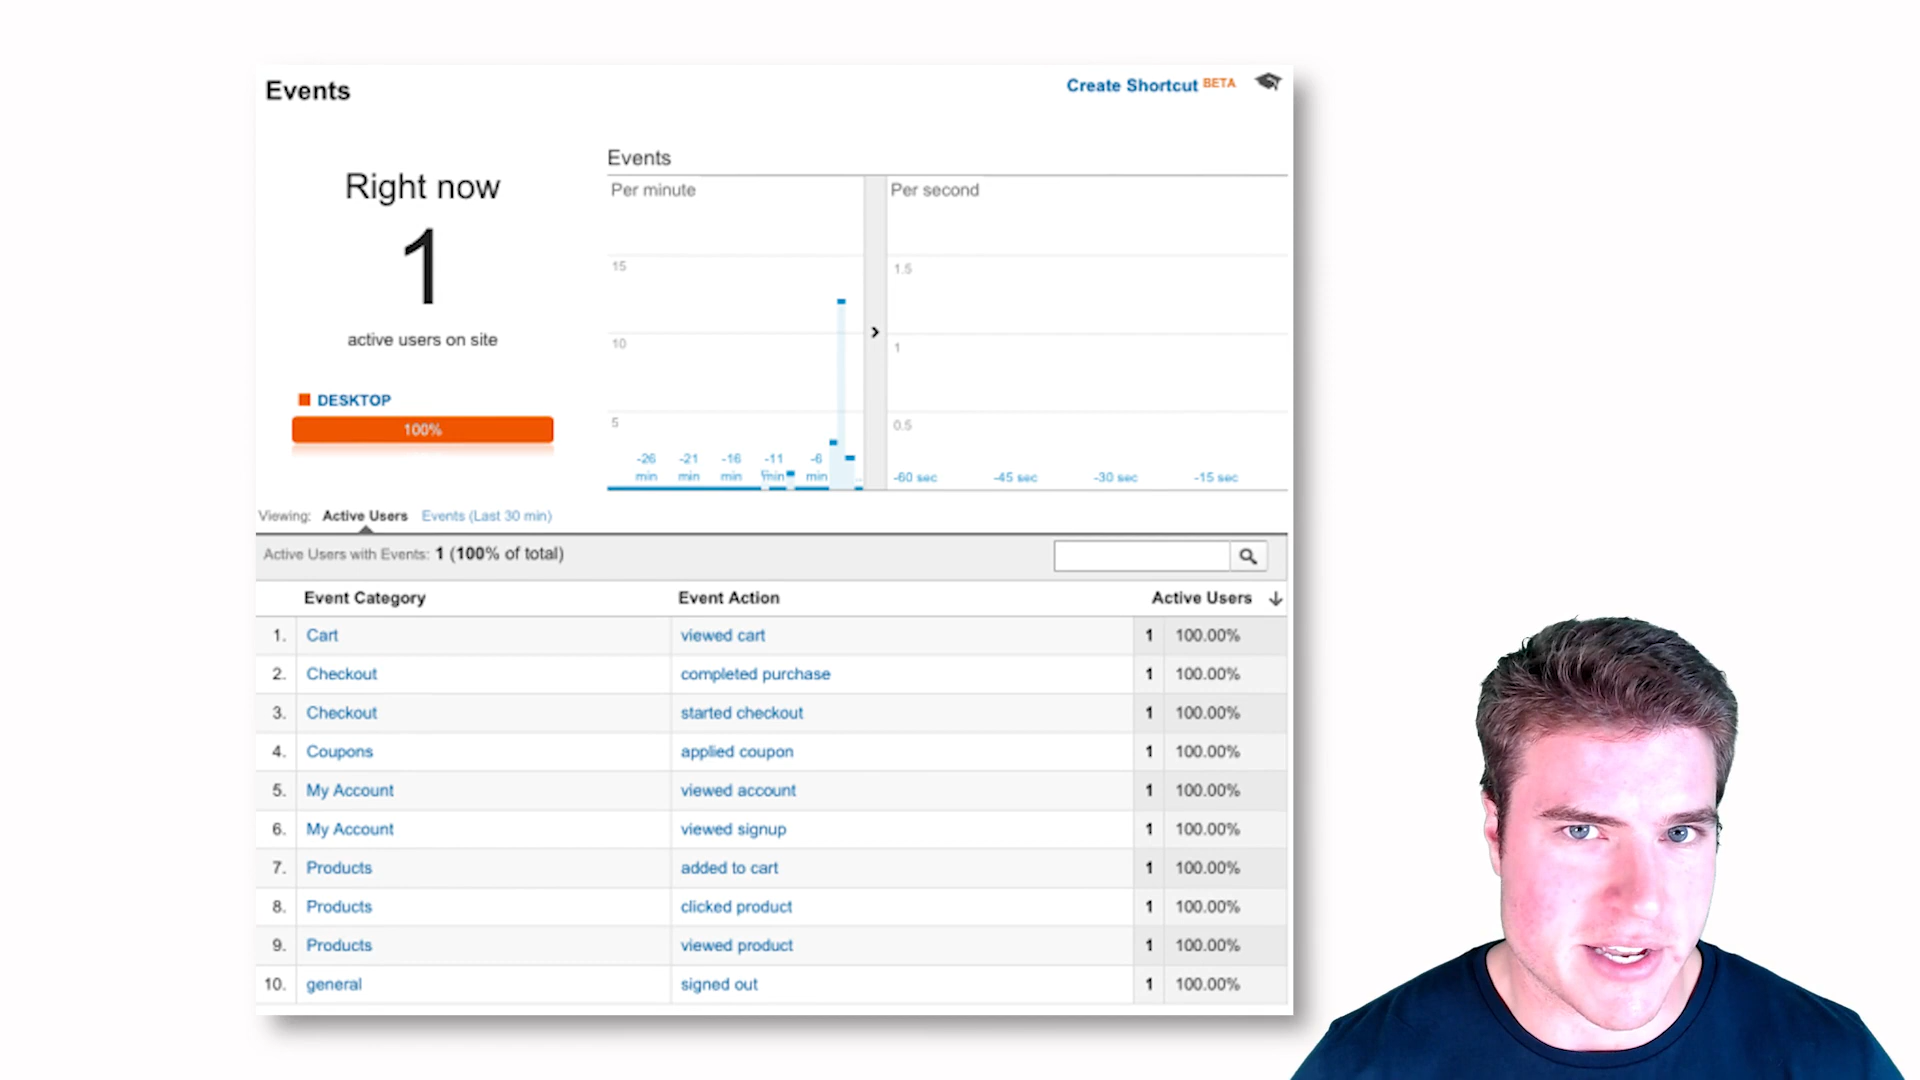 Events
Create Shortcut BETA
Right now
1
active users on site
DESKTOP
100%
Events
Per minute
Per second
15
10
5
1.5
1
0.5
-26 min
-21 min
-16 min
-11 min
-6 min
-60 sec
-45 sec
-30 sec
-15 sec
Viewing: Active Users Events (Last 30 min)
Active Users with Events: 1 (100% of total)
Event Category Event Action Active Users
1. Cart viewed cart 1 100.00%
2. Checkout completed purchase 1 100.00%
3. Checkout started checkout 1 100.00%
4. Coupons applied coupon 1 100.00%
5. My Account viewed account 1 100.00%
6. My Account viewed signup 1 100.00%
7. Products added to cart 1 100.00%
8. Products clicked product 1 100.00%
9. Products viewed product 1 100.00%
10. general signed out 1 100.00%